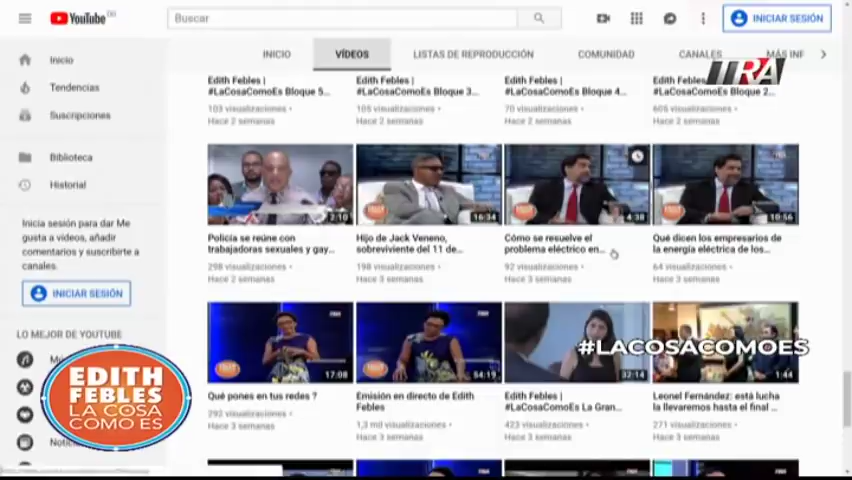 YouTube DO
Buscar
INICIAR SESIÓN
INICIO VÍDEOS LISTAS DE REPRODUCCIÓN COMUNIDAD CANALES MÁS INF
Inicio
Tendencias
Suscripciones
Biblioteca
Historial
Inicia sesión para dar Me
gusta a vídeos, añadir
comentarios y suscribirte a
canales.
INICIAR SESIÓN
LO MEJOR DE YOUTUBE
EDITH
FEBLES
LA COSA
COMO ES
Edith Febles |
#LaCosaComoEs Bloque 5...
103 visualizaciones •
Hace 2 semanas
Edith Febles |
#LaCosaComoEs Bloque 3...
105 visualizaciones •
Hace 2 semanas
Edith Febles |
#LaCosaComoEs Bloque 4...
70 visualizaciones •
Hace 2 semanas
Edith Febles |
#LaCosaComoEs Bloque 2...
605 visualizaciones •
Hace 2 semanas
2:10
Policía se reúne con
trabajadoras sexuales y gay...
298 visualizaciones •
Hace 2 semanas
16:34
Hijo de Jack Veneno,
sobreviviente del 11 de...
198 visualizaciones •
Hace 3 semanas
4:38
Cómo se resuelve el
problema eléctrico en...
92 visualizaciones •
Hace 3 semanas
10:56
Qué dicen los empresarios de
la energía eléctrica de los...
64 visualizaciones •
Hace 3 semanas
17:08
Qué pones en tus redes ?
292 visualizaciones •
Hace 3 semanas
54:19
Emisión en directo de Edith
Febles
1,3 mil visualizaciones •
Hace 3 semanas
32:14
Edith Febles |
#LaCosaComoEs La Gran...
423 visualizaciones •
Hace 3 semanas
1:44
Leonel Fernández: está lucha
la llevaremos hasta el final ...
271 visualizaciones •
Hace 3 semanas
#LACOSACOMOES